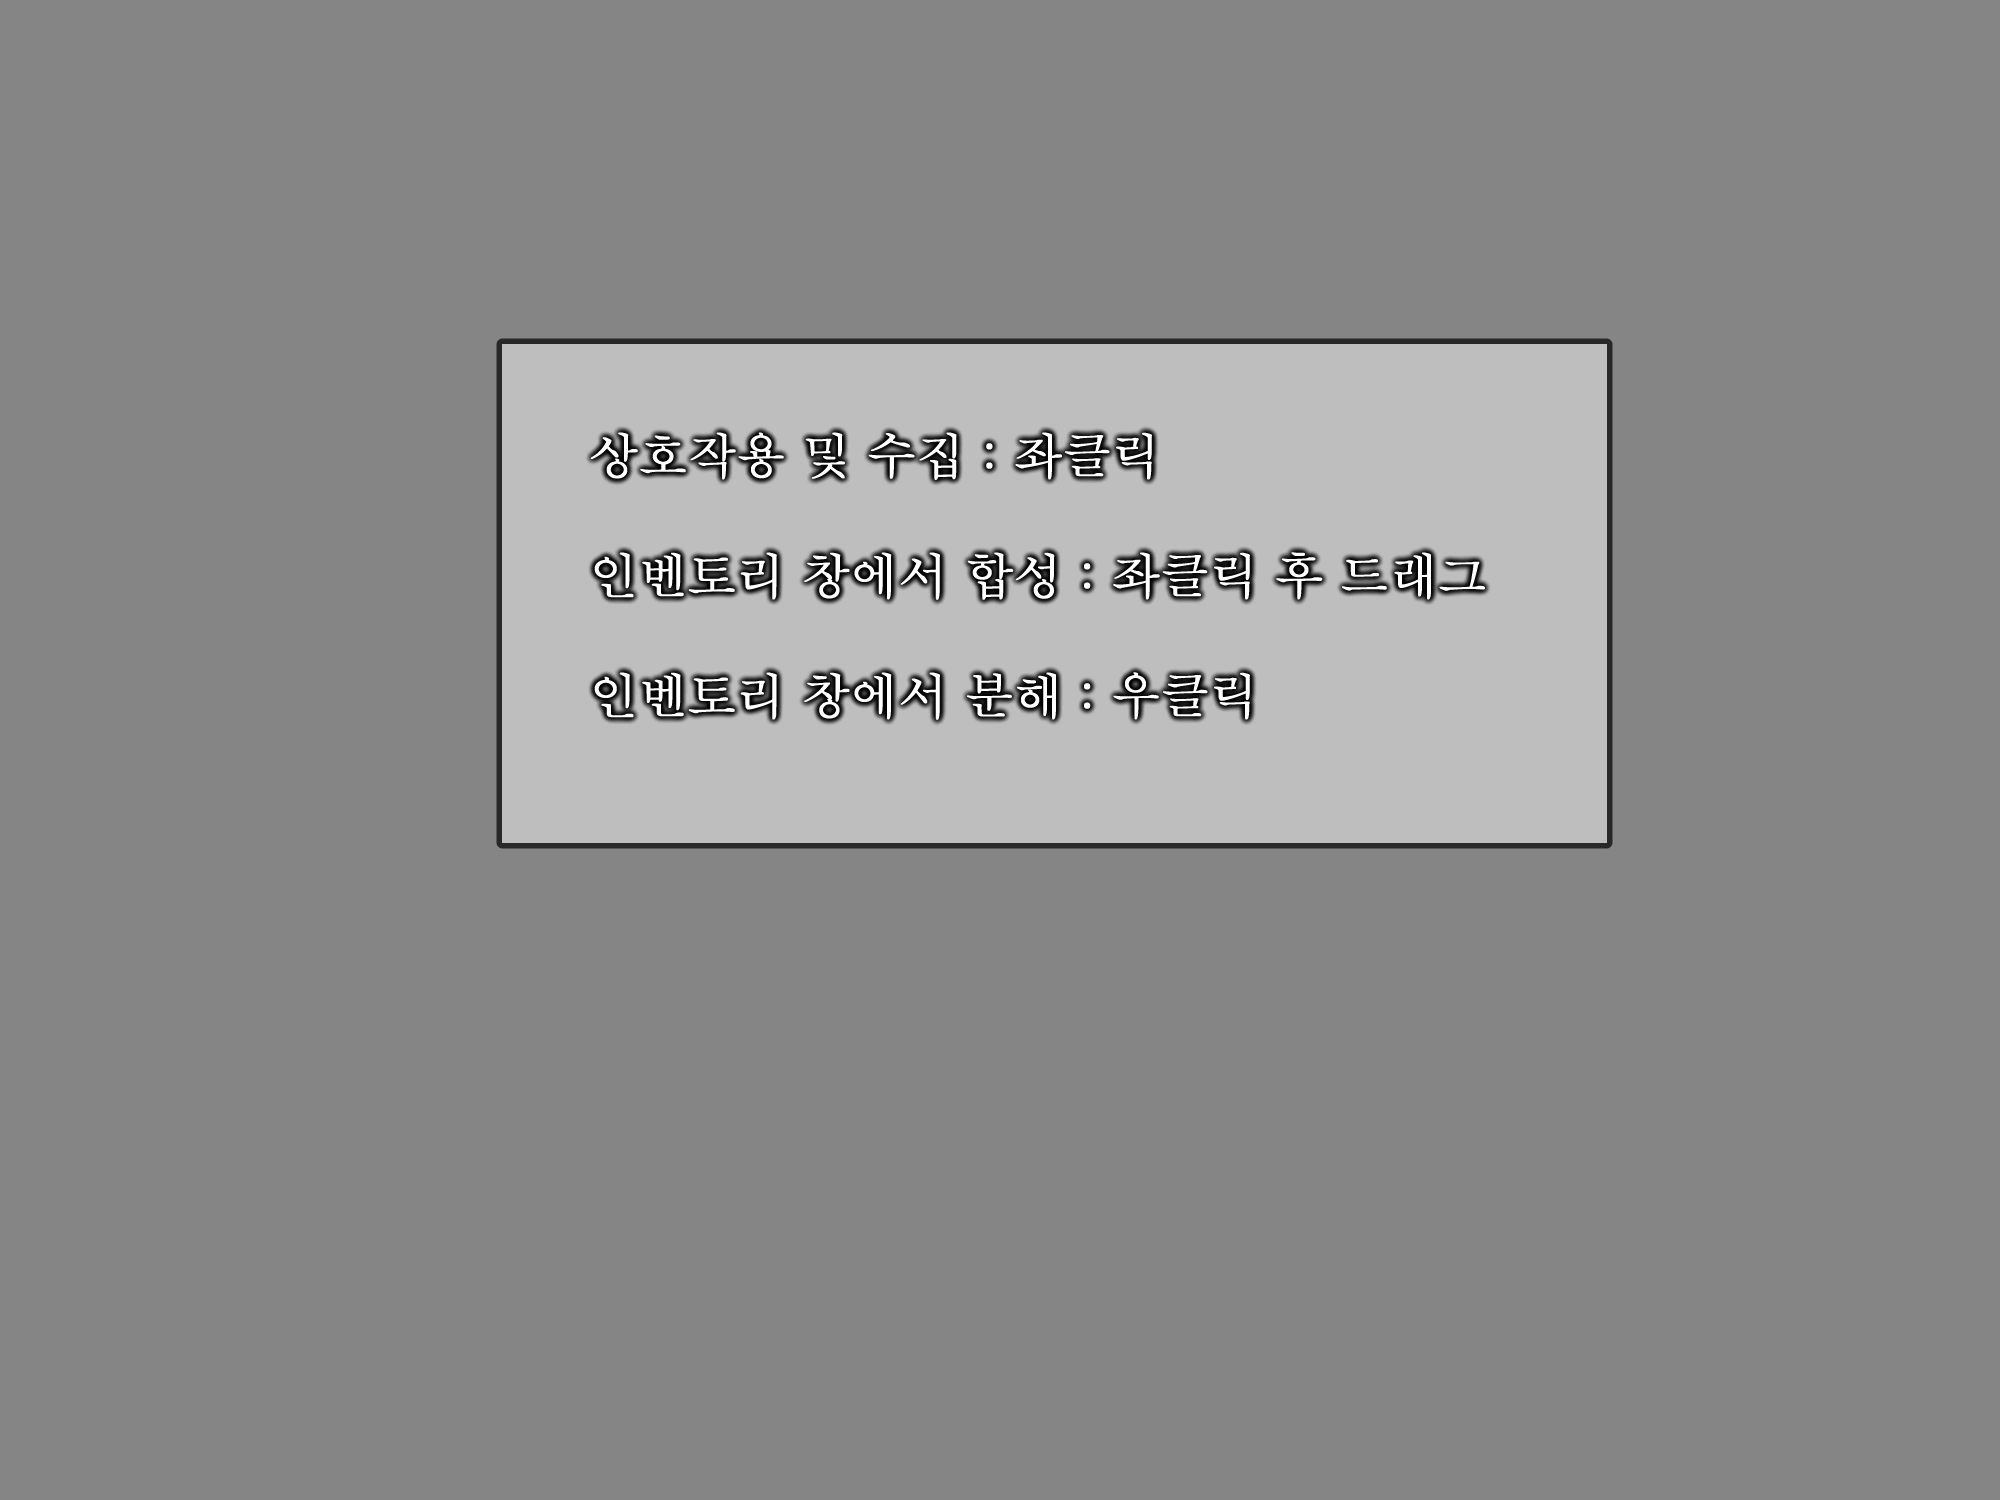 상호작용 및 수집 : 좌클릭
인벤토리 창에서 합성 : 좌클릭 후 드래그
인벤토리 창에서 분해 : 우클릭